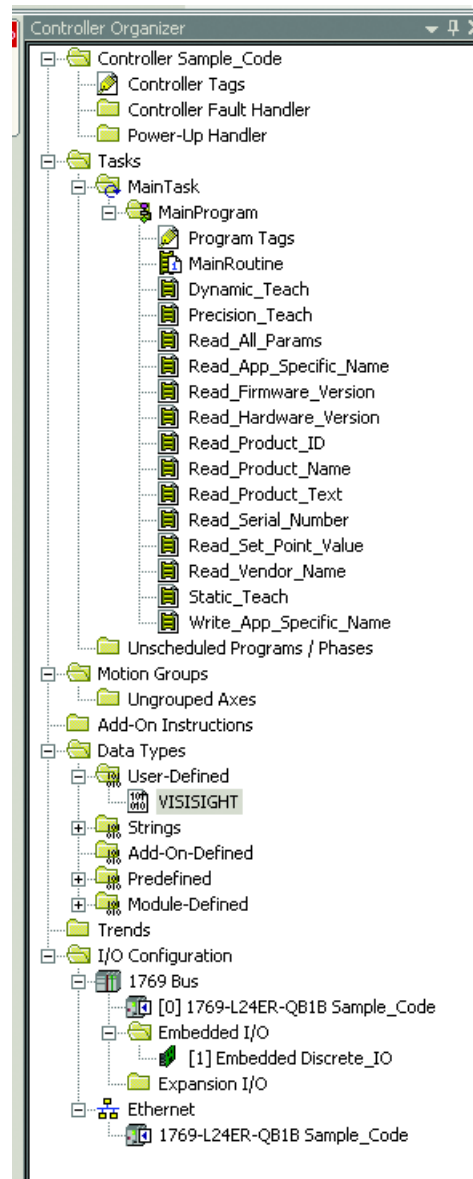 Controller Organizer
Controller Sample_Code
Controller Tags
Controller Fault Handler
Power-Up Handler
Tasks
MainTask
MainProgram
Program Tags
MainRoutine
Dynamic_Teach
Precision_Teach
Read_All_Params
Read_App_Specific_Name
Read_Firmware_Version
Read_Hardware_Version
Read_Product_ID
Read_Product_Name
Read_Product_Text
Read_Serial_Number
Read_Set_Point_Value
Read_Vendor_Name
Static_Teach
Write_App_Specific_Name
Unscheduled Programs / Phases
Motion Groups
Ungrouped Axes
Add-On Instructions
Data Types
User-Defined
VISISIGHT
Strings
Add-On-Defined
Predefined
Module-Defined
Trends
I/O Configuration
1769 Bus
[0] 1769-L24ER-QB1B Sample_Code
Embedded I/O
[1] Embedded Discrete_IO
Expansion I/O
Ethernet
1769-L24ER-QB1B Sample_Code